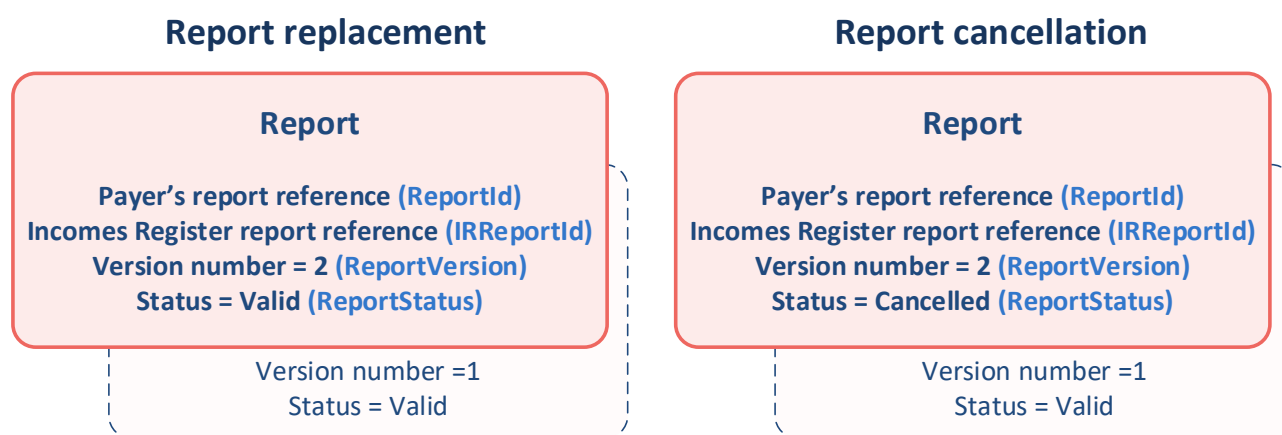 Report replacement
Report
Payer’s report reference (ReportId)
Incomes Register report reference (IRReportId)
Version number = 2 (ReportVersion)
Status = Valid (ReportStatus)
Version number =1
Status = Valid
Report cancellation
Report
Payer’s report reference (ReportId)
Incomes Register report reference (IRReportId)
Version number = 2 (ReportVersion)
Status = Cancelled (ReportStatus)
Version number =1
Status = Valid